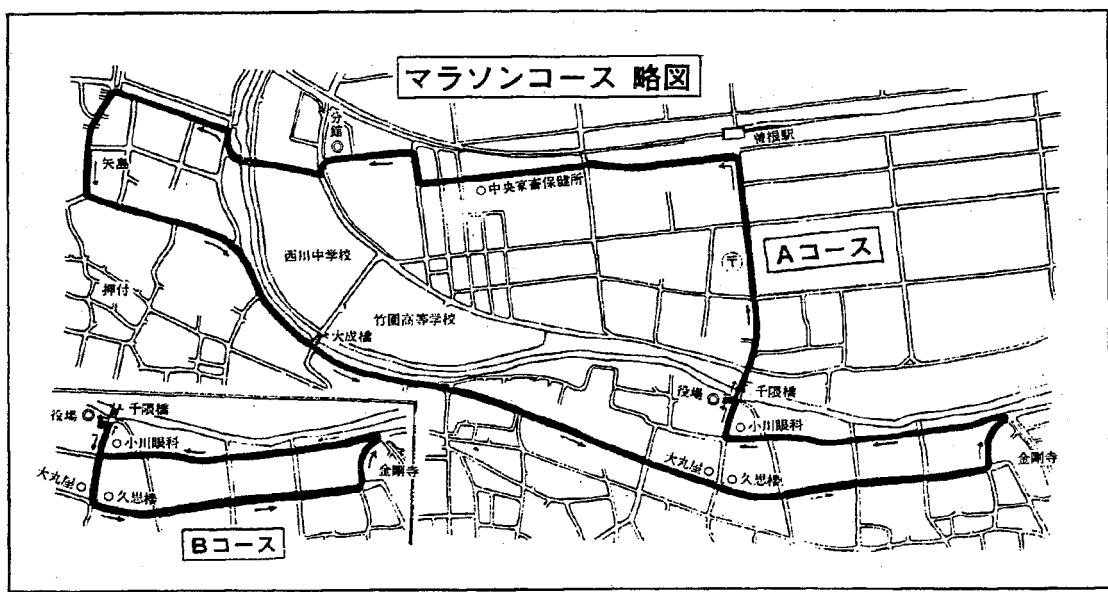 マラソンコース 略図
分館
曽根駅
矢島
中央家畜保健所
西川中学校
〒
Aコース
押付
竹園高等学校
大成橋
役場
千隈橋
小川眼科
金剛寺
大丸屋
久思楼
役場
千隈橋
小川眼科
大丸屋
久思楼
金剛寺
Bコース